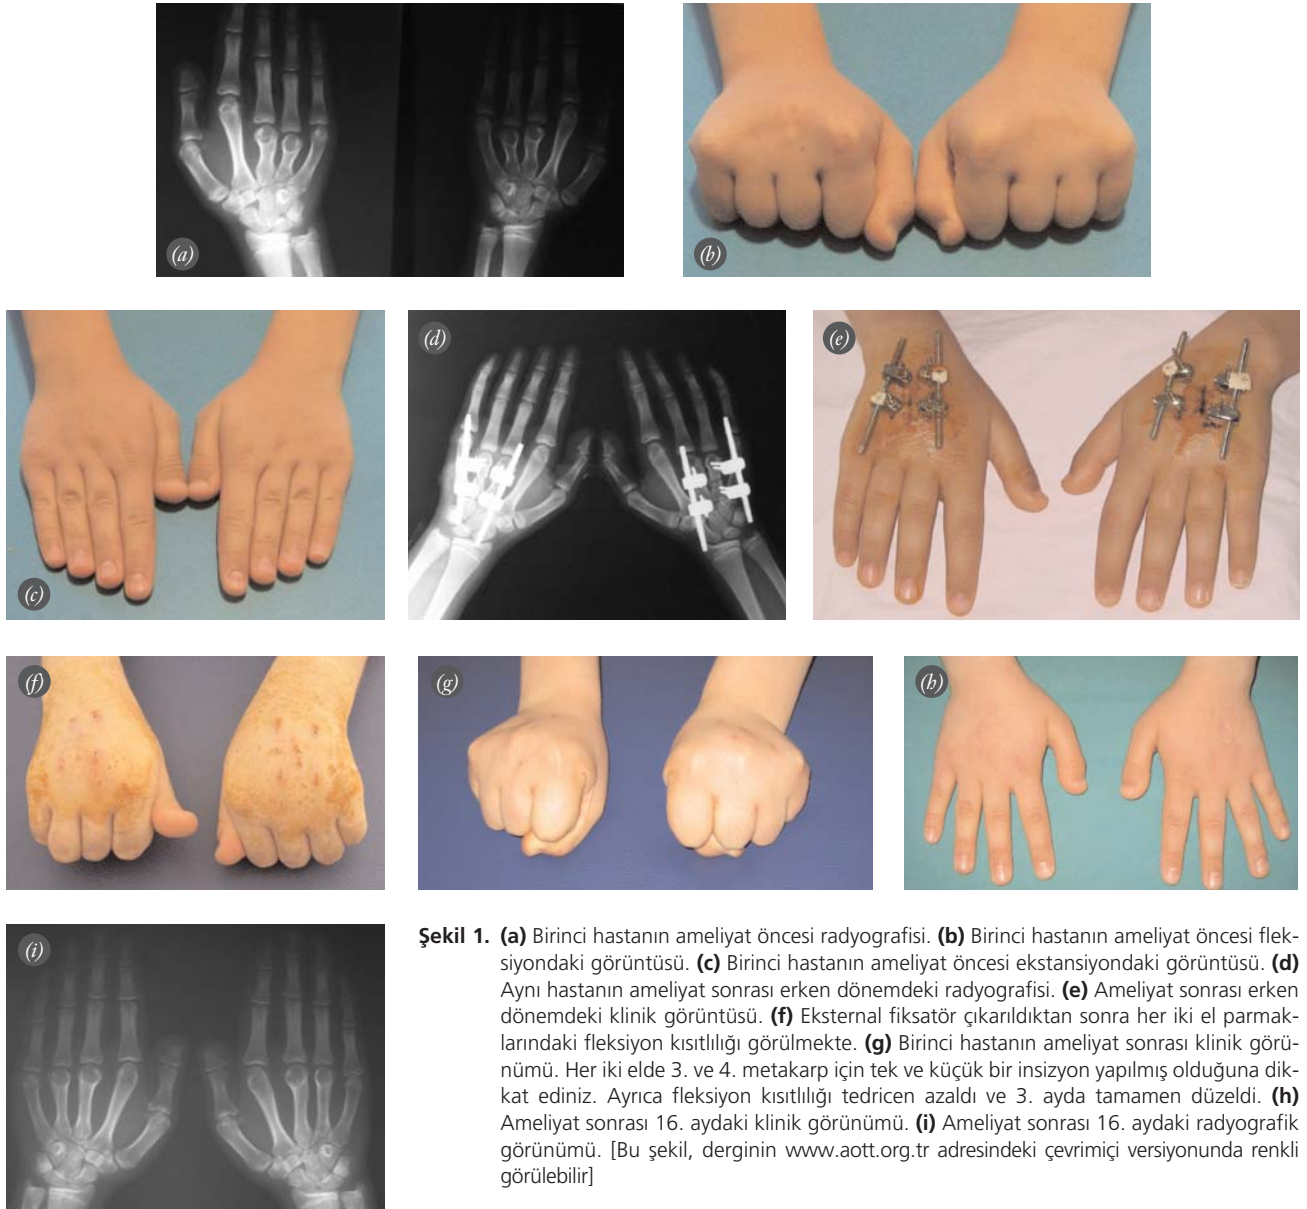 (a)
(b)
(c)
(d)
(e)
(f)
(g)
(h)
(i)
Şekil 1. (a) Birinci hastanın ameliyat öncesi radyografisi. (b) Birinci hastanın ameliyat öncesi flek-
siyondaki görüntüsü. (c) Birinci hastanın ameliyat öncesi ekstansiyondaki görüntüsü. (d)
Aynı hastanın ameliyat sonrası erken dönemdeki radyografisi. (e) Ameliyat sonrası erken
dönemdeki klinik görüntüsü. (f) Eksternal fiksatör çıkarıldıktan sonra her iki el parmak-
larındaki fleksiyon kısıtlılığı görülmekte. (g) Birinci hastanın ameliyat sonrası klinik görü-
nümü. Her iki elde 3. ve 4. metakarp için tek ve küçük bir insizyon yapılmış olduğuna dik-
kat ediniz. Ayrıca fleksiyon kısıtlılığı tedricen azaldı ve 3. ayda tamamen düzeldi. (h)
Ameliyat sonrası 16. aydaki klinik görünümü. (i) Ameliyat sonrası 16. aydaki radyografik
görünümü. [Bu şekil, derginin www.aott.org.tr adresindeki çevrimiçi versiyonunda renkli
görülebilir]